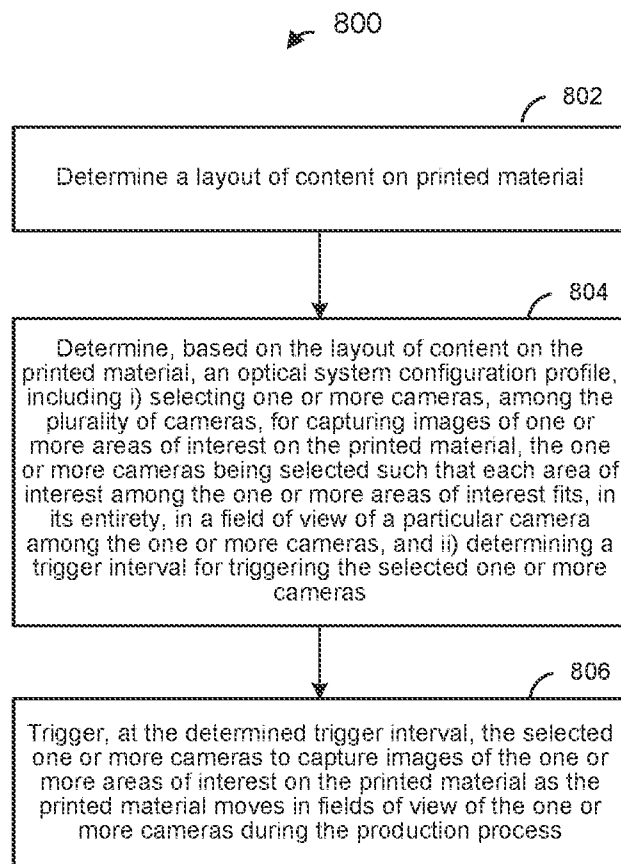 800
802
Determine a layout of content on printed material
804
Determine, based on the layout of content on the
printed material, an optical system configuration profile,
including i) selecting one or more cameras, among the
plurality of cameras, for capturing images of one or
more areas of interest on the printed material, the one
or more cameras being selected such that each area of
interest among the one or more areas of interest fits, in
its entirety, in a field of view of a particular camera
among the one or more cameras, and ii) determining a
trigger interval for triggering the selected one or more
cameras
806
Trigger, at the determined trigger interval, the selected
one or more cameras to capture images of the one or
more areas of interest on the printed material as the
printed material moves in fields of view of the one or
more cameras during the production process